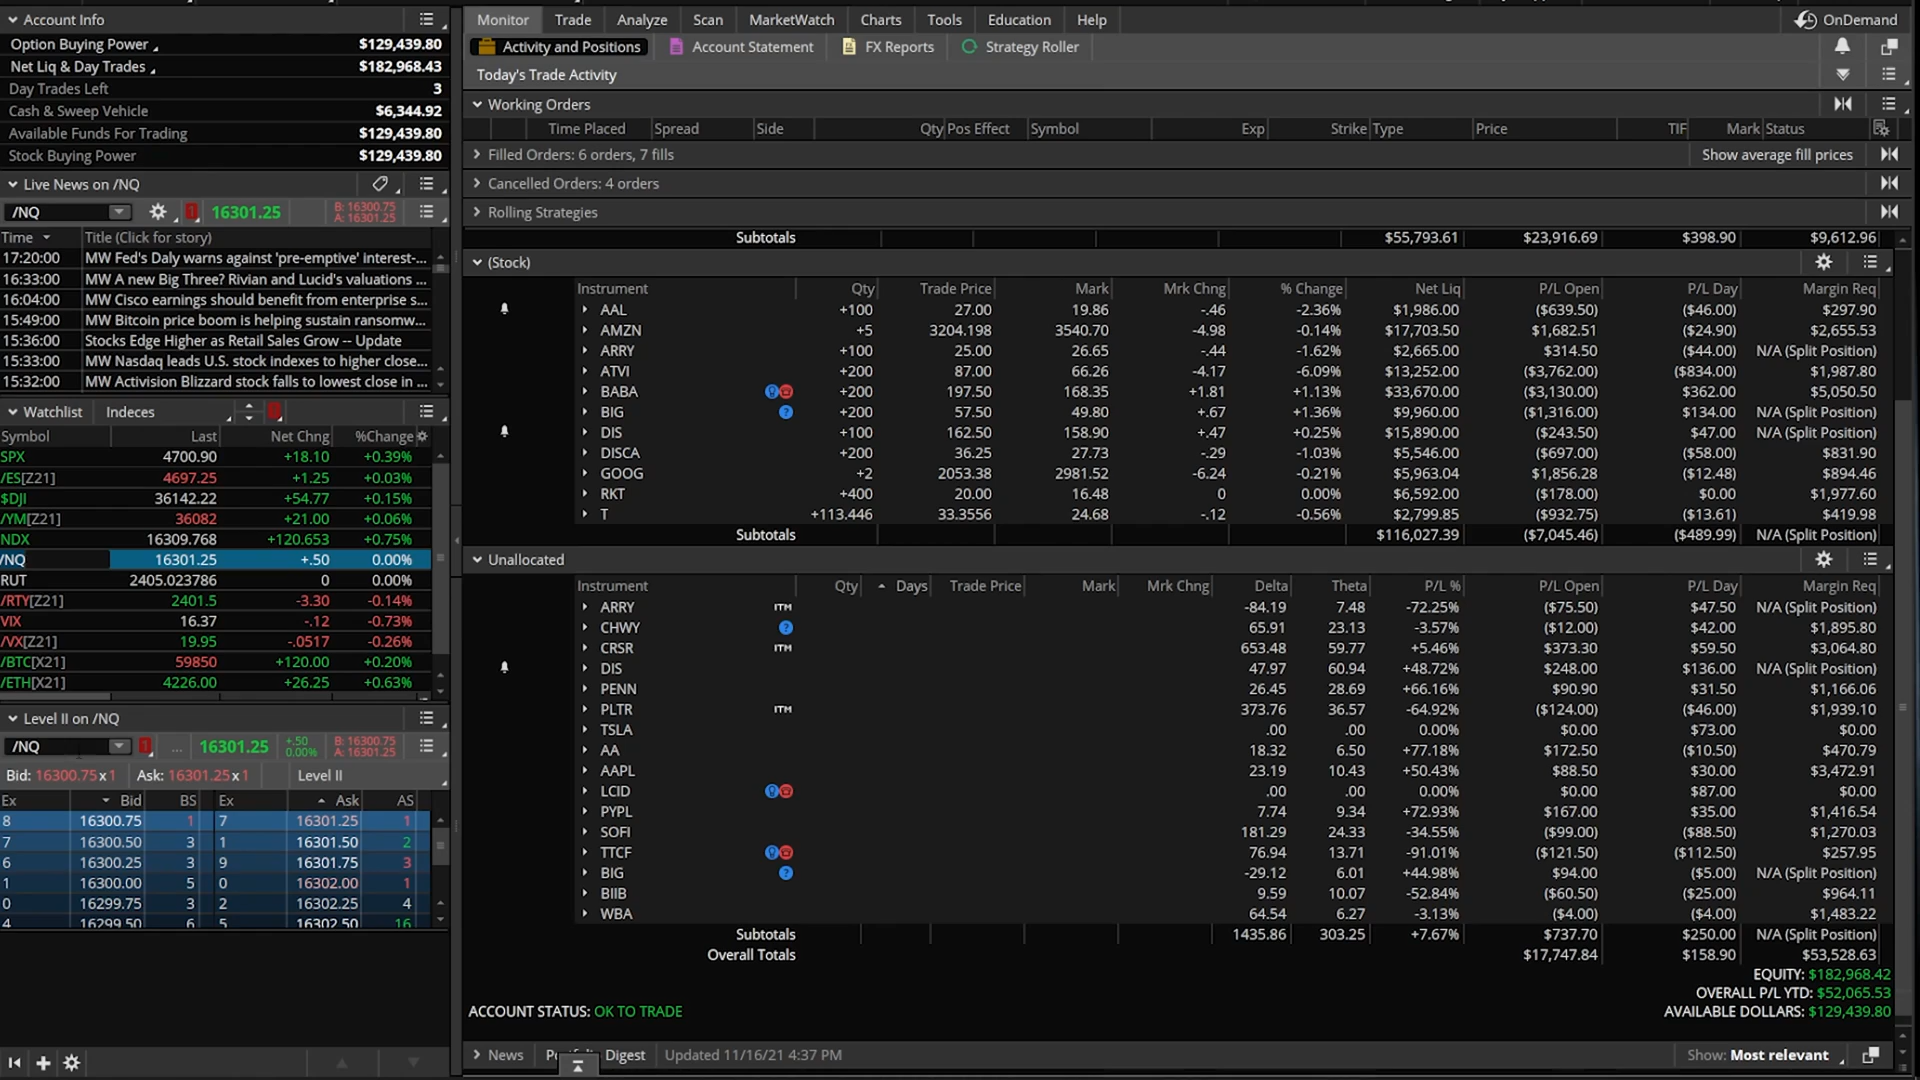 Account Info
Option Buying Power $129,439.80
Net Liq & Day Trades $182,968.43
Day Trades Left 3
Cash & Sweep Vehicle $6,344.92
Available Funds For Trading $129,439.80
Stock Buying Power $129,439.80
Live News on /NQ
/NQ 16301.25 B: 16300.75 A: 16301.25
Time Title (Click for story)
17:20:00 MW Fed's Daly warns against 'pre-emptive' interest-...
16:33:00 MW A new Big Three? Rivian and Lucid's valuations ...
16:04:00 MW Cisco earnings should benefit from enterprise s...
15:49:00 MW Bitcoin price boom is helping sustain ransomw...
15:36:00 Stocks Edge Higher as Retail Sales Grow -- Update
15:33:00 MW Nasdaq leads U.S. stock indexes to higher close...
15:32:00 MW Activision Blizzard stock falls to lowest close in ...
Watchlist Indeces
Symbol Last Net Chng %Change
SPX 4700.90 +18.10 +0.39%
/ES[Z21] 4697.25 +1.25 +0.03%
$DJI 36142.22 +54.77 +0.15%
/YM[Z21] 36082 +21.00 +0.06%
NDX 16309.768 +120.653 +0.75%
/NQ 16301.25 +.50 0.00%
RUT 2405.023786 0 0.00%
/RTY[Z21] 2401.5 -3.30 -0.14%
VIX 16.37 -.12 -0.73%
/VX[Z21] 19.95 -.0517 -0.26%
/BTC[X21] 59850 +120.00 +0.20%
/ETH[X21] 4226.00 +26.25 +0.63%
Level II on /NQ
/NQ 1 ... 16301.25 +.50 0.00% B: 16300.75 A: 16301.25
Bid: 16300.75 x 1 Ask: 16301.25 x 1 Level II
Ex Bid BS Ex Ask AS
8 16300.75 1 7 16301.25 1
7 16300.50 3 1 16301.50 2
6 16300.25 3 9 16301.75 3
1 16300.00 5 0 16302.00 1
0 16299.75 3 2 16302.25 4
4 16299.50 6 5 16302.50 16
Monitor Trade Analyze Scan MarketWatch Charts Tools Education Help OnDemand
Activity and Positions Account Statement FX Reports Strategy Roller
Today's Trade Activity
Working Orders
Time Placed Spread Side Qty Pos Effect Symbol Exp Strike Type Price TIF Mark Status
Filled Orders: 6 orders, 7 fills Show average fill prices
Cancelled Orders: 4 orders
Rolling Strategies
Subtotals $55,793.61 $23,916.69 $398.90 $9,612.96
(Stock)
Instrument Qty Trade Price Mark Mrk Chng % Change Net Liq P/L Open P/L Day Margin Req
AAL +100 27.00 19.86 -.46 -2.36% $1,986.00 ($639.50) ($46.00) $297.90
AMZN +5 3204.198 3540.70 -4.98 -0.14% $17,703.50 $1,682.51 ($24.90) $2,655.53
ARRY +100 25.00 26.65 -.44 -1.62% $2,665.00 $314.50 ($44.00) N/A (Split Position)
ATVI +200 87.00 66.26 -4.17 -6.09% $13,252.00 ($3,762.00) ($834.00) $1,987.80
BABA +200 197.50 168.35 +1.81 +1.13% $33,670.00 ($3,130.00) $362.00 $5,050.50
BIG +200 57.50 49.80 +.67 +1.36% $9,960.00 ($1,316.00) $134.00 N/A (Split Position)
DIS +100 162.50 158.90 +.47 +0.25% $15,890.00 ($243.50) $47.00 N/A (Split Position)
DISCA +200 36.25 27.73 -.29 -1.03% $5,546.00 ($697.00) ($58.00) $831.90
GOOG +2 2053.38 2981.52 -6.24 -0.21% $5,963.04 $1,856.28 ($12.48) $894.46
RKT +400 20.00 16.48 0 0.00% $6,592.00 ($178.00) $0.00 $1,977.60
T +113.446 33.3556 24.68 -.12 -0.56% $2,799.85 ($932.75) ($13.61) $419.98
Subtotals $116,027.39 ($7,045.46) ($489.99) N/A (Split Position)
Unallocated
Instrument Qty Days Trade Price Mark Mrk Chng Delta Theta P/L % P/L Open P/L Day Margin Req
ARRY ITM -84.19 7.48 -72.25% ($75.50) $47.50 N/A (Split Position)
CHWY 65.91 23.13 -3.57% ($12.00) $42.00 $1,895.80
CRSR ITM 653.48 59.77 +5.46% $373.30 $59.50 $3,064.80
DIS 47.97 60.94 +48.72% $248.00 $136.00 N/A (Split Position)
PENN 26.45 28.69 +66.16% $90.90 $31.50 $1,166.06
PLTR ITM 373.76 36.57 -64.92% ($124.00) ($46.00) $1,939.10
TSLA .00 .00 0.00% $0.00 $73.00 $0.00
AA 18.32 6.50 +77.18% $172.50 ($10.50) $470.79
AAPL 23.19 10.43 +50.43% $88.50 $30.00 $3,472.91
LCID .00 .00 0.00% $0.00 $87.00 $0.00
PYPL 7.74 9.34 +72.93% $167.00 $35.00 $1,416.54
SOFI 181.29 24.33 -34.55% ($99.00) ($88.50) $1,270.03
TTCF 76.94 13.71 -91.01% ($121.50) ($112.50) $257.95
BIG -29.12 6.01 +44.98% $94.00 ($5.00) N/A (Split Position)
BIIB 9.59 10.07 -52.84% ($60.50) ($25.00) $964.11
WBA 64.54 6.27 -3.13% ($4.00) ($4.00) $1,483.22
Subtotals 1435.86 303.25 +7.67% $737.70 $250.00 N/A (Split Position)
Overall Totals $17,747.84 $158.90 $53,528.63
EQUITY: $182,968.42
OVERALL P/L YTD: $52,065.53
ACCOUNT STATUS: OK TO TRADE AVAILABLE DOLLARS: $129,439.80
News Digest Updated 11/16/21 4:37 PM Show: Most relevant